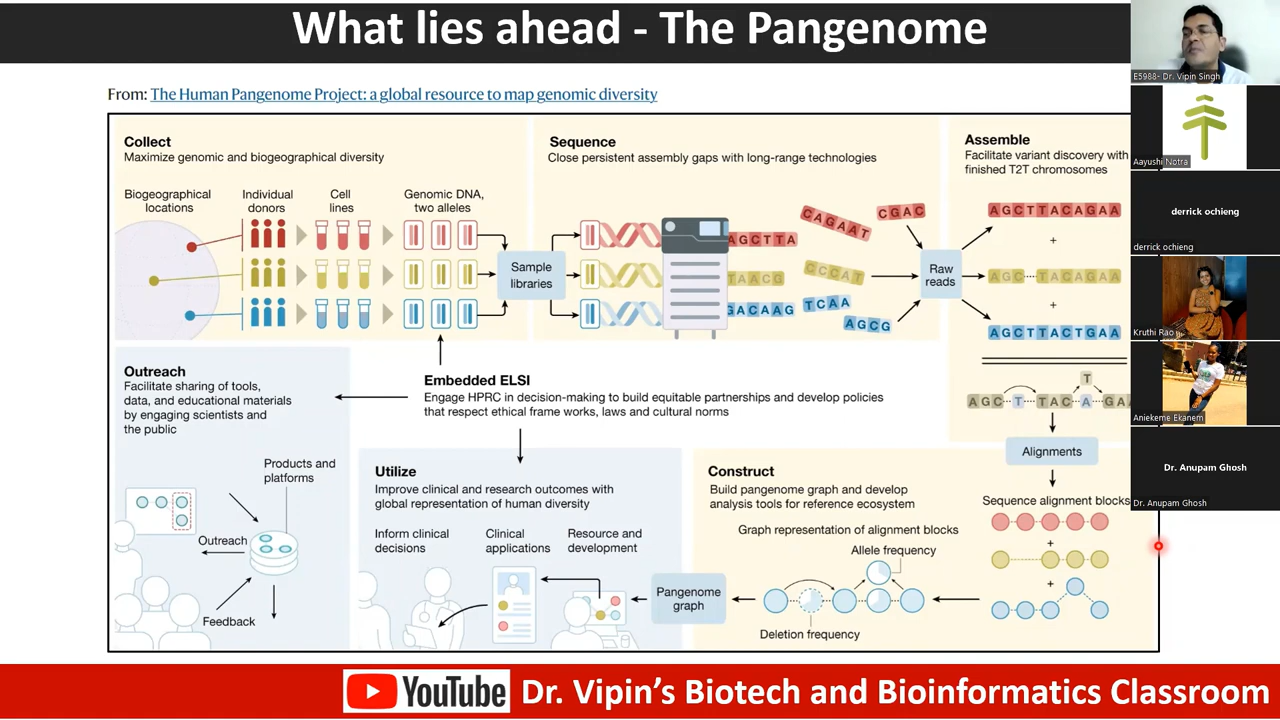 What lies ahead - The Pangenome
From: The Human Pangenome Project: a global resource to map genomic diversity
Collect
Maximize genomic and biogeographical diversity
Biogeographical
locations
Individual
donors
Cell
lines
Genomic DNA,
two alleles
Sample
libraries
Sequence
Close persistent assembly gaps with long-range technologies
AGCTTA
TAACG
GACAAG
CAGAAT
CGAC
CCCAT
TCAA
AGCG
Raw
reads
Assemble
Facilitate variant discovery with
finished T2T chromosomes
AGCTTACAGAA
+
AGC TACAGAA
+
AGCTTACTGAA
T
AGC T TAC A GA
Alignments
Sequence alignment blocks
+
+
Outreach
Facilitate sharing of tools,
data, and educational materials
by engaging scientists and
the public
Products and
platforms
Outreach
Feedback
Embedded ELSI
Engage HPRC in decision-making to build equitable partnerships and develop policies
that respect ethical frame works, laws and cultural norms
Utilize
Improve clinical and research outcomes with
global representation of human diversity
Inform clinical
decisions
Clinical
applications
Resource and
development
Construct
Build pangenome graph and develop
analysis tools for reference ecosystem
Graph representation of alignment blocks
Allele frequency
Deletion frequency
Pangenome
graph
E5988- Dr. Vipin Singh
Aayushi Notra
derrick ochieng
derrick ochieng
Kruthi Rao
Aniekeme Ekanem
Dr. Anupam Ghosh
Dr. Anupam Ghosh
YouTube
Dr. Vipin's Biotech and Bioinformatics Classroom